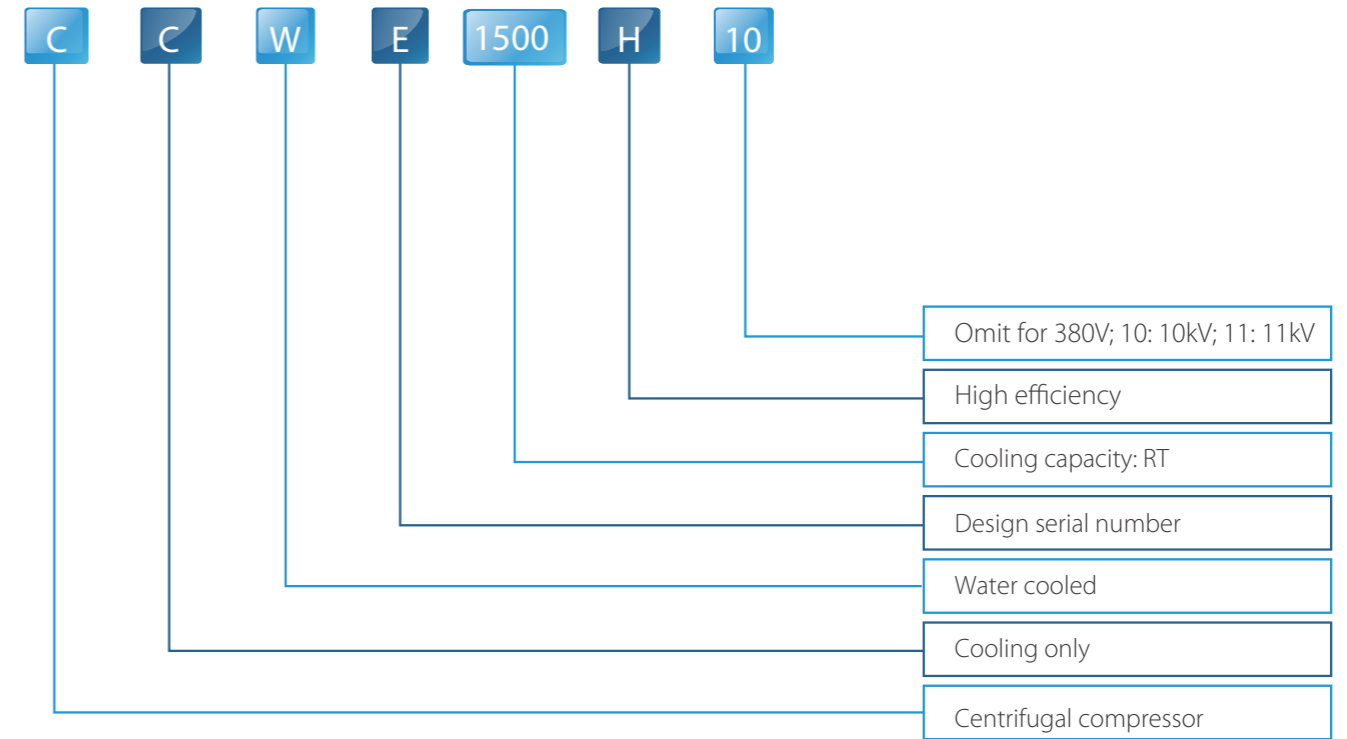 C C W E 1500 H 10
Omit for 380V; 10: 10kV; 11: 11kV
High efficiency
Cooling capacity: RT
Design serial number
Water cooled
Cooling only
Centrifugal compressor